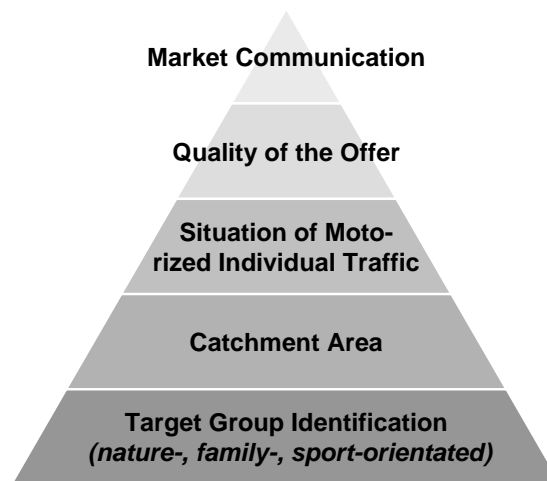 Market Communication
Quality of the Offer
Situation of Moto-
rized Individual Traffic
Catchment Area
Target Group Identification
(nature-, family-, sport-orientated)